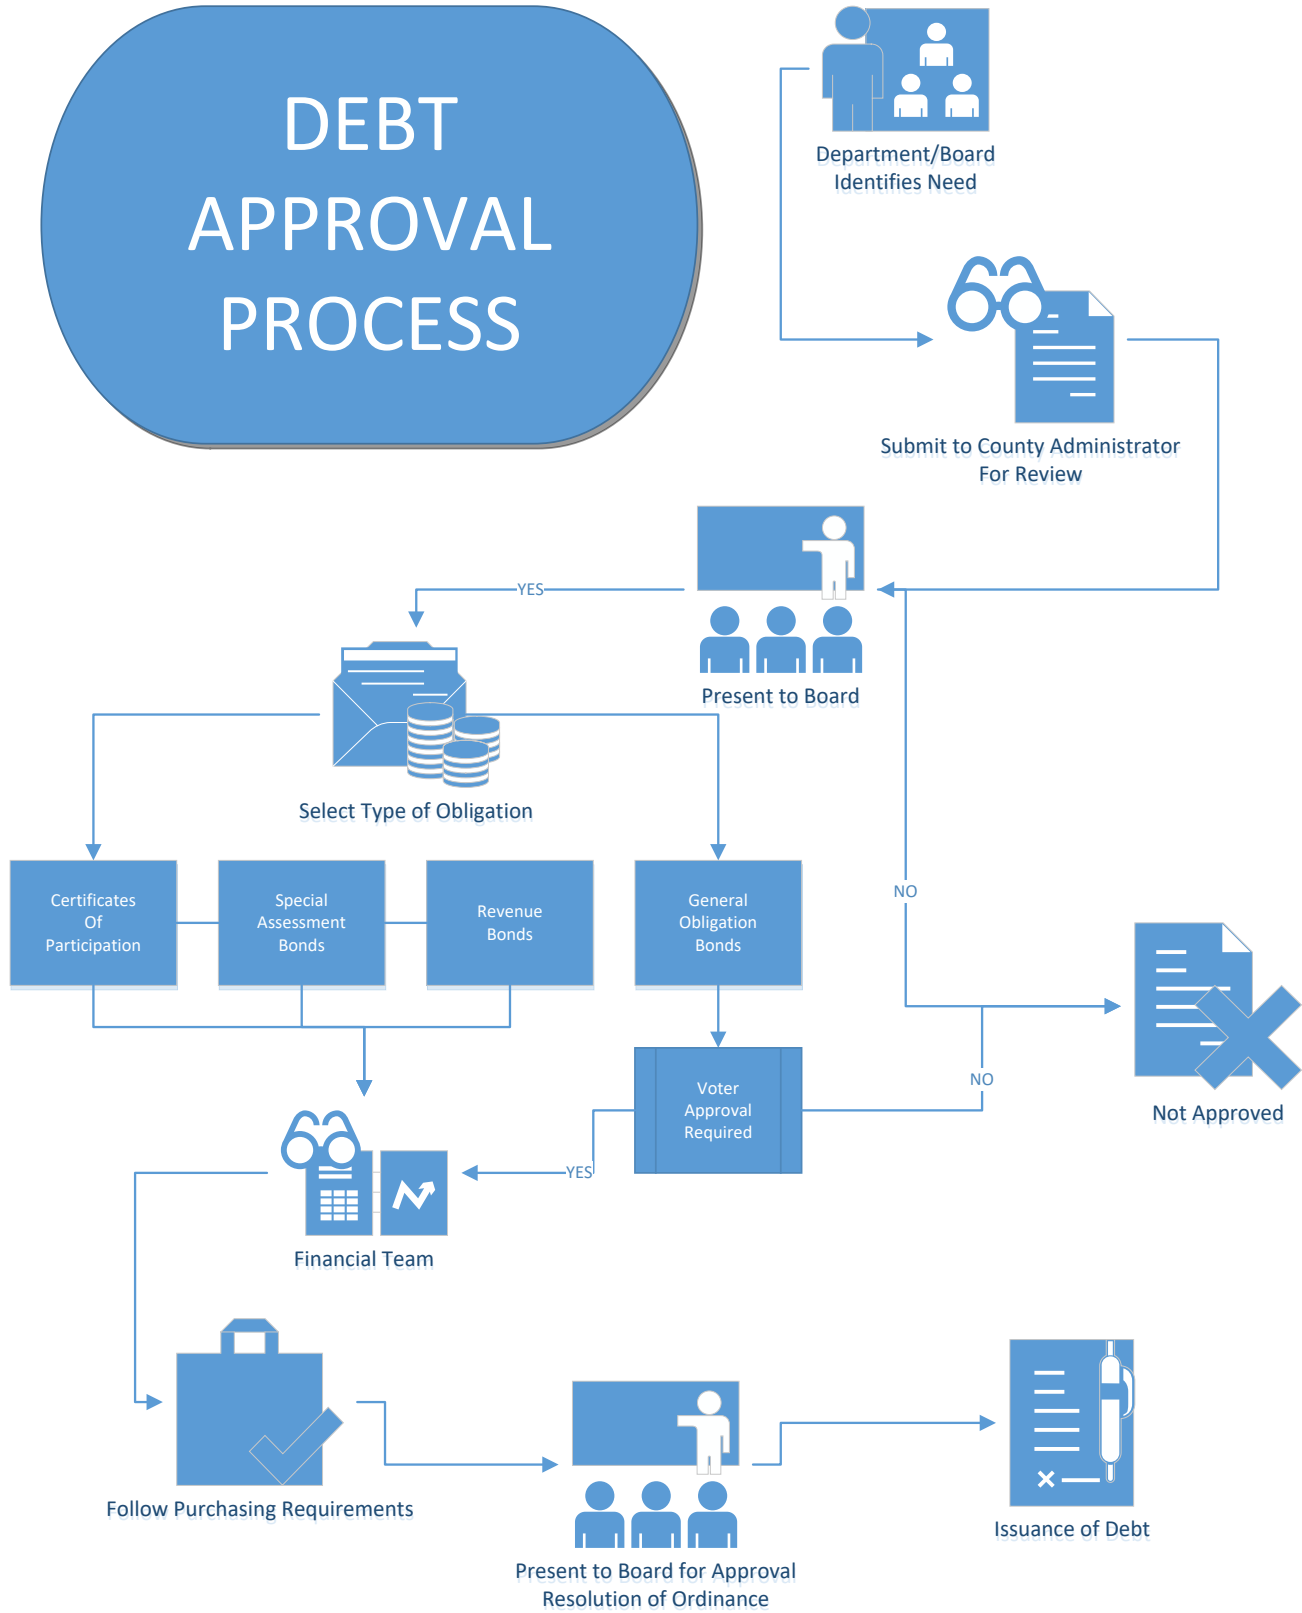 DEBT
APPROVAL
PROCESS
Department/Board
Identifies Need
Submit to County Administrator
For Review
YES
Present to Board
Select Type of Obligation
Certificates
Of
Participation
Special
Assessment
Bonds
Revenue
Bonds
General
Obligation
Bonds
NO
Voter
Approval
Required
NO
Not Approved
YES
Financial Team
Follow Purchasing Requirements
Present to Board for Approval
Resolution of Ordinance
Issuance of Debt